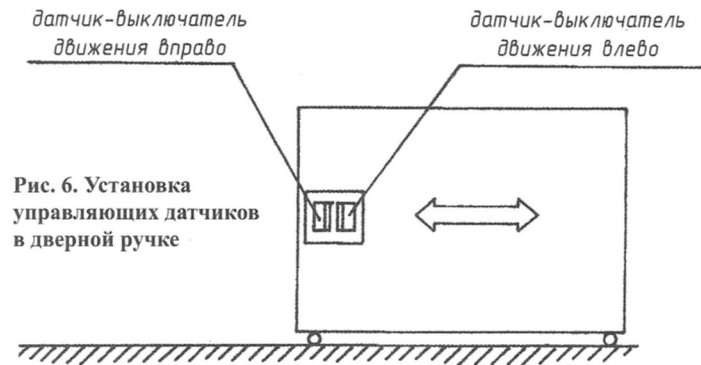 датчик-выключатель
движения вправо
датчик-выключатель
движения влево
Рис. 6. Установка
управляющих датчиков
в дверной ручке